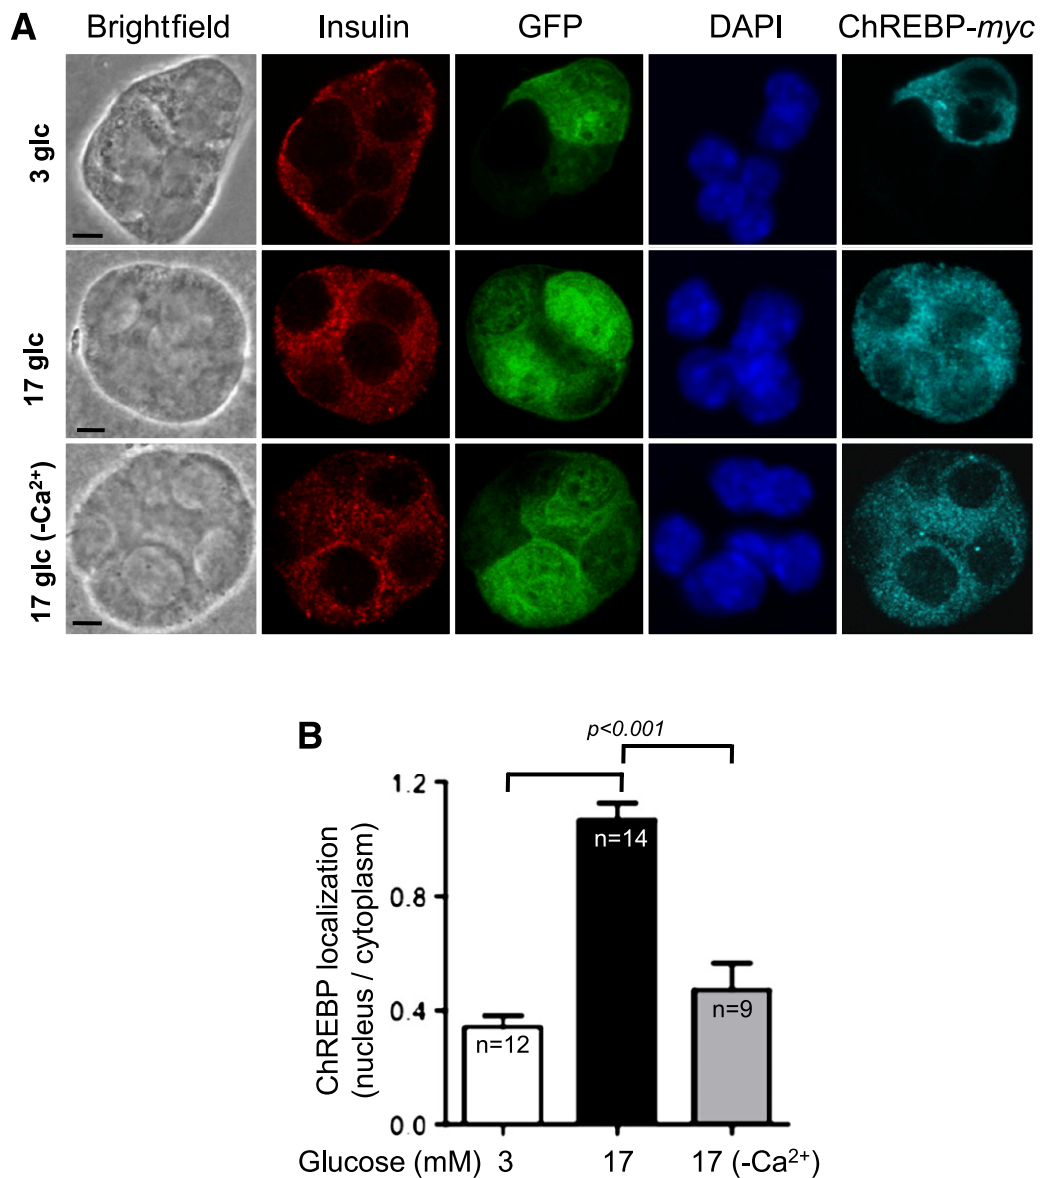 A
Brightfield Insulin GFP DAPI ChREBP-myc
3 glc
17 glc
17 glc (-Ca²⁺)
B
p<0.001
ChREBP localization
(nucleus / cytoplasm)
1.2
0.8
0.4
0.0
n=12
n=14
n=9
Glucose (mM) 3 17 17 (-Ca²⁺)